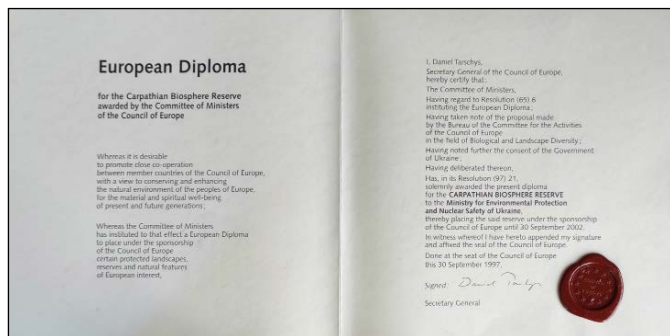 European Diploma
for the Carpathian Biosphere Reserve
awarded by the Committee of Ministers
of the Council of Europe
Whereas it is desirable
to promote close co-operation
between member countries of the Council of Europe,
with a view to conserving and enhancing
the natural environment of the peoples of Europe,
for the material and spiritual well-being
of present and future generations;
Whereas the Committee of Ministers
has instituted to that effect a European Diploma
to place under the sponsorship
of the Council of Europe
certain protected landscapes,
reserves and natural features
of European interest,
I, Daniel Tarschys,
Secretary General of the Council of Europe,
hereby certify that:
The Committee of Ministers,
Having regard to Resolution (65) 6
instituting the European Diploma;
Having taken note of the proposal made
by the Bureau of the Committee for the Activities
of the Council of Europe
in the field of Biological and Landscape Diversity;
Having noted further the consent of the Government
of Ukraine;
Having deliberated thereon,
Has, in its Resolution (97) 21,
solemnly awarded the present diploma
for the CARPATHIAN BIOSPHERE RESERVE
to the Ministry for Environmental Protection
and Nuclear Safety of Ukraine,
thereby placing the said reserve under the sponsorship
of the Council of Europe until 30 September 2002.
In witness whereof I have hereto appended my signature
and affixed the seal of the Council of Europe.
Done at the seat of the Council of Europe
this 30 September 1997,
Signed: Daniel Tarschys
Secretary General